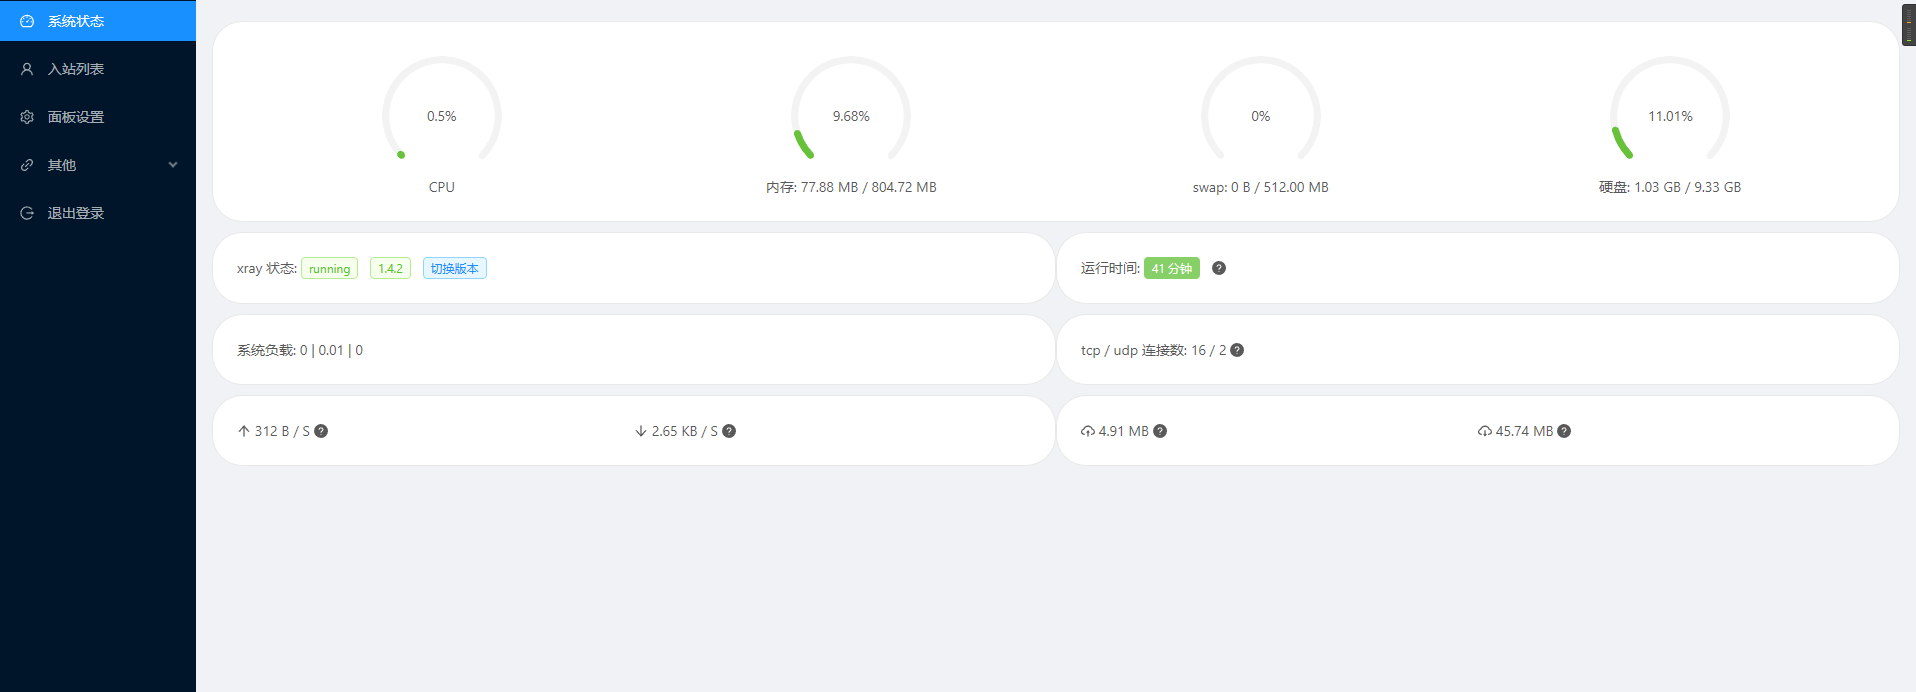 系统状态
入站列表
面板设置
其他
退出登录
0.5%
CPU
9.68%
内存: 77.88 MB / 804.72 MB
0%
swap: 0 B / 512.00 MB
11.01%
硬盘: 1.03 GB / 9.33 GB
xray 状态: running 1.4.2 切换版本
运行时间: 41 分钟
系统负载: 0 | 0.01 | 0
tcp / udp 连接数: 16 / 2
312 B / S
2.65 KB / S
4.91 MB
45.74 MB